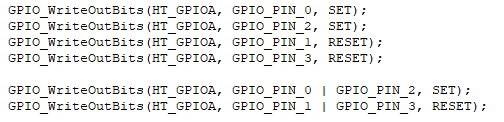 GPIO_WriteOutBits(HT_GPIOA, GPIO_PIN_0, SET);
GPIO_WriteOutBits(HT_GPIOA, GPIO_PIN_2, SET);
GPIO_WriteOutBits(HT_GPIOA, GPIO_PIN_1, RESET);
GPIO_WriteOutBits(HT_GPIOA, GPIO_PIN_3, RESET);

GPIO_WriteOutBits(HT_GPIOA, GPIO_PIN_0 | GPIO_PIN_2, SET);
GPIO_WriteOutBits(HT_GPIOA, GPIO_PIN_1 | GPIO_PIN_3, RESET);